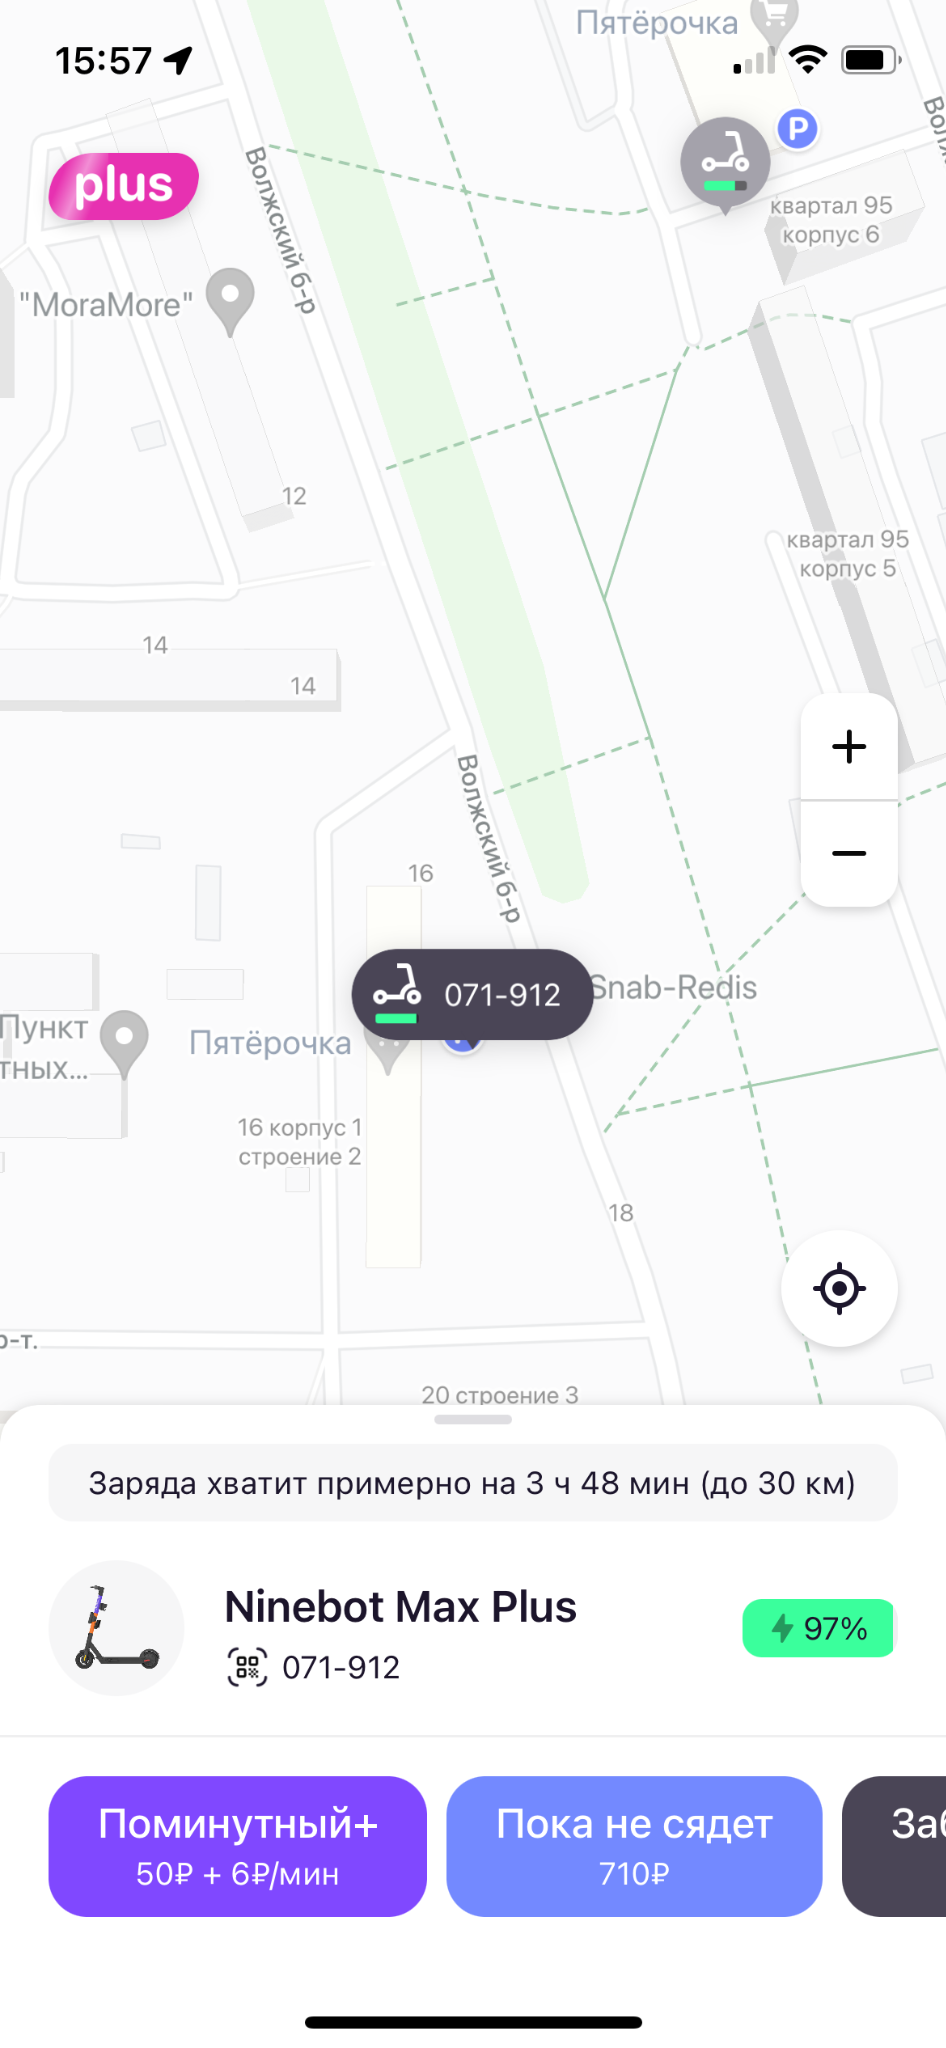 15:57
Пятёрочка
P
plus
Волжский б-р
квартал 95
корпус 6
"MoraMore"
12
квартал 95
корпус 5
14
14
Волжский б-р
16
071-912
Snab-Redis
Пункт
тных...
Пятёрочка
16 корпус 1
строение 2
18
р-т.
20 строение 3
Заряда хватит примерно на 3 ч 48 мин (до 30 км)
Ninebot Max Plus
071-912
97%
Поминутный+
50₽ + 6₽/мин
Пока не сядет
710₽